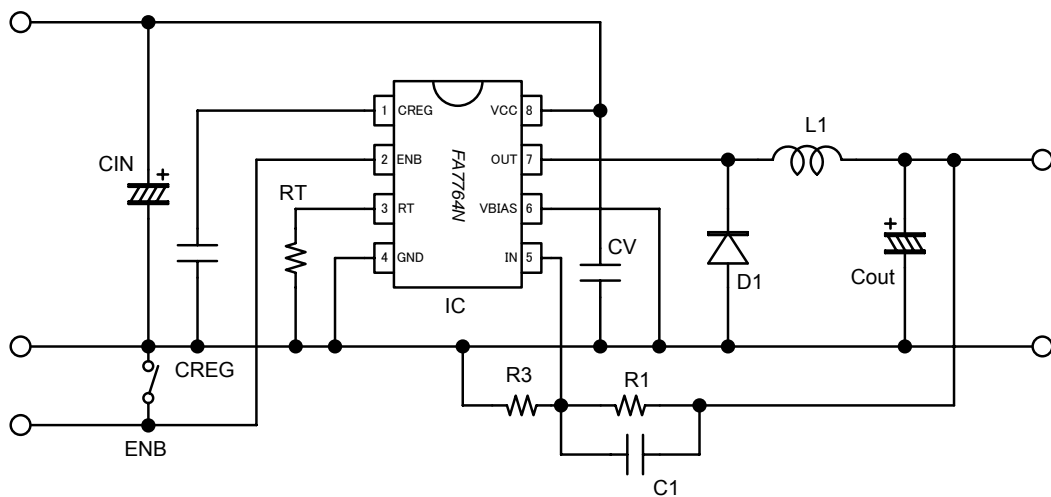 L1
1
CREG
VCC
8
CIN
+
2
ENB
OUT
7
FA7764N
RT
3
RT
VBIAS
6
+
4
GND
IN
5
CV
D1
Cout
IC
CREG
R3
R1
ENB
C1